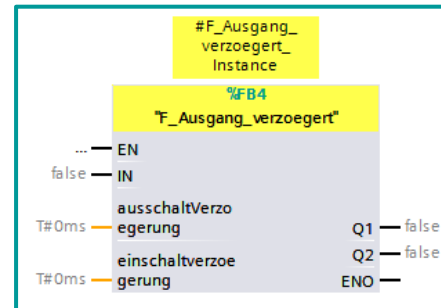 #F_Ausgang_
verzoegert_
Instance
%FB4
"F_Ausgang_verzoegert"
... EN
false IN
ausschaltVerzo
T#0ms egerung Q1 false
einschaltverzoe Q2 false
T#0ms gerung ENO